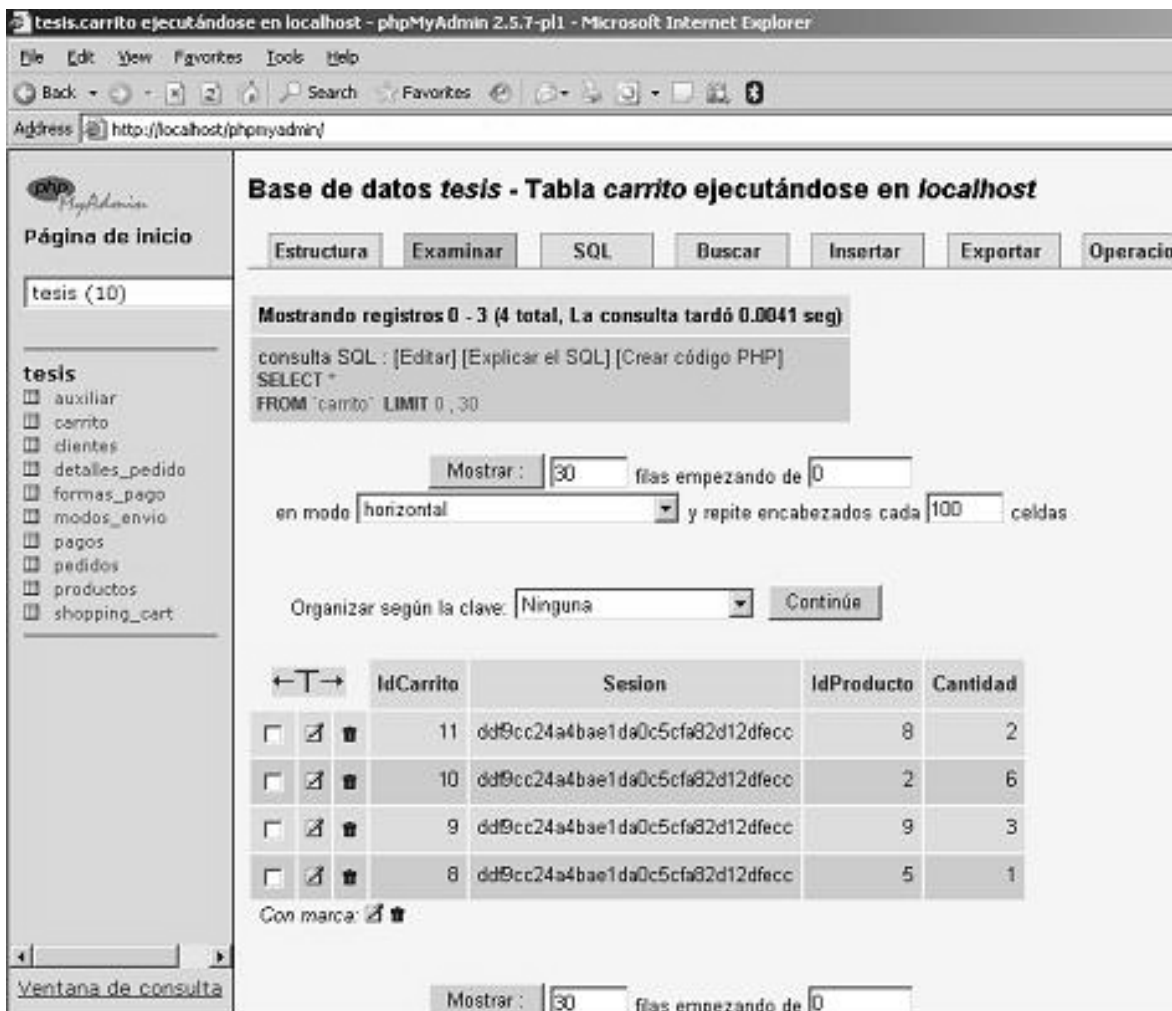 tesis.carrito ejecutándose en localhost - phpMyAdmin 2.5.7-pl1 - Microsoft Internet Explorer
File Edit View Favorites Tools Help
Back Search Favorites
Address http://localhost/phpmyadmin/
php
MyAdmin
Página de inicio
tesis (10)
tesis
auxiliar
carrito
clientes
detalles_pedido
formas_pago
modos_envio
pagos
pedidos
productos
shopping_cart
Ventana de consulta
Base de datos tesis - Tabla carrito ejecutándose en localhost
Estructura Examinar SQL Buscar Insertar Exportar Operacio
Mostrando registros 0 - 3 (4 total, La consulta tardó 0.0041 seg)
consulta SQL : [Editar] [Explicar el SQL] [Crear código PHP]
SELECT *
FROM `carrito` LIMIT 0 , 30
Mostrar : 30 filas empezando de 0
en modo horizontal y repite encabezados cada 100 celdas
Organizar según la clave: Ninguna Continúe
←T→ IdCarrito Sesion IdProducto Cantidad
11 ddf9cc24a4bae1da0c5cfa82d12dfecc 8 2
10 ddf9cc24a4bae1da0c5cfa82d12dfecc 2 6
9 ddf9cc24a4bae1da0c5cfa82d12dfecc 9 3
8 ddf9cc24a4bae1da0c5cfa82d12dfecc 5 1
Con marca:
Mostrar : 30 filas empezando de 0